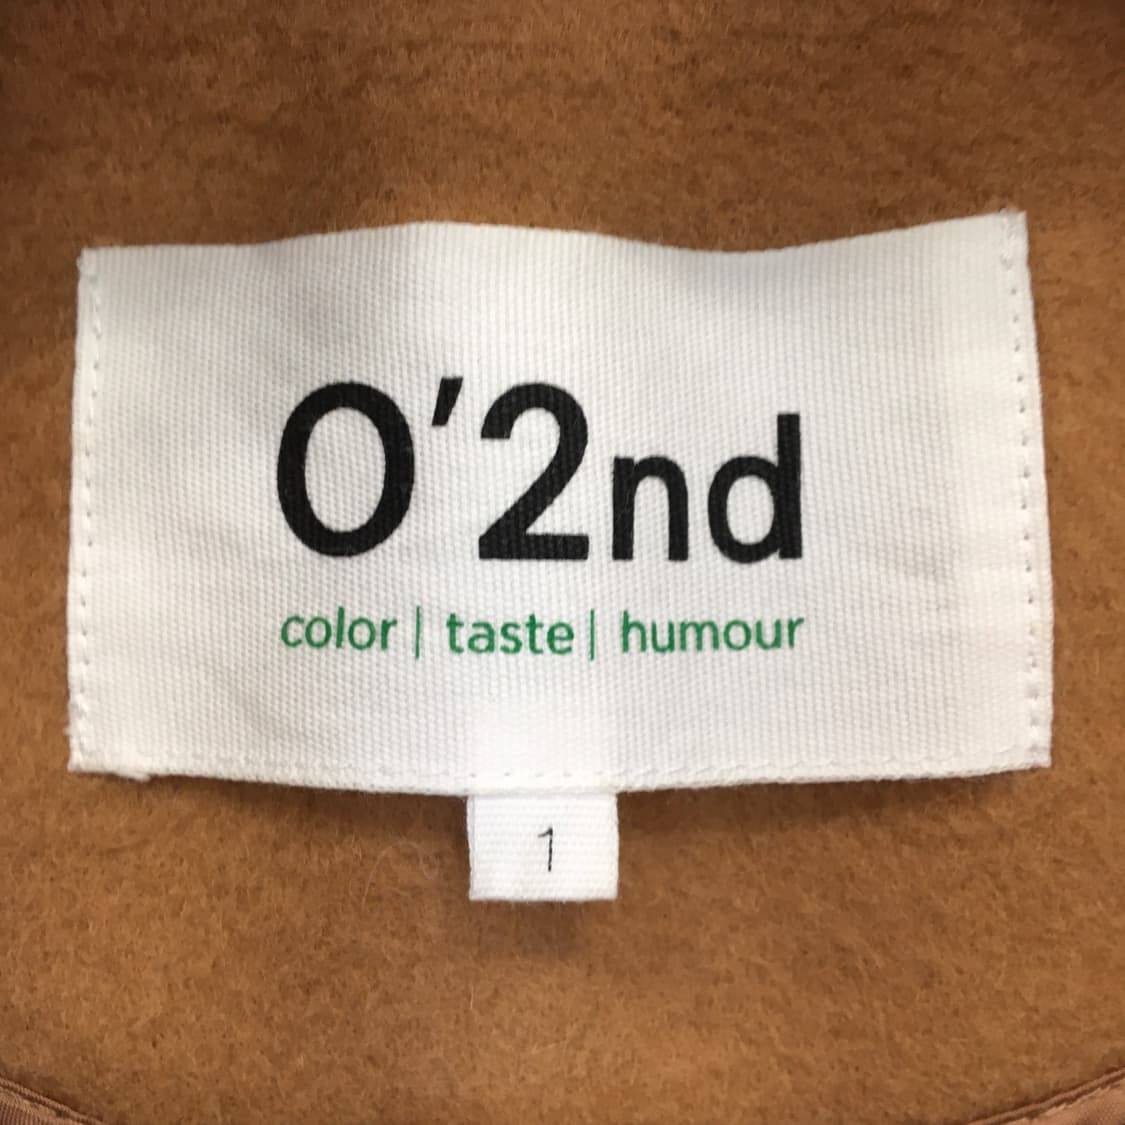 O'2nd
color | taste | humour
1